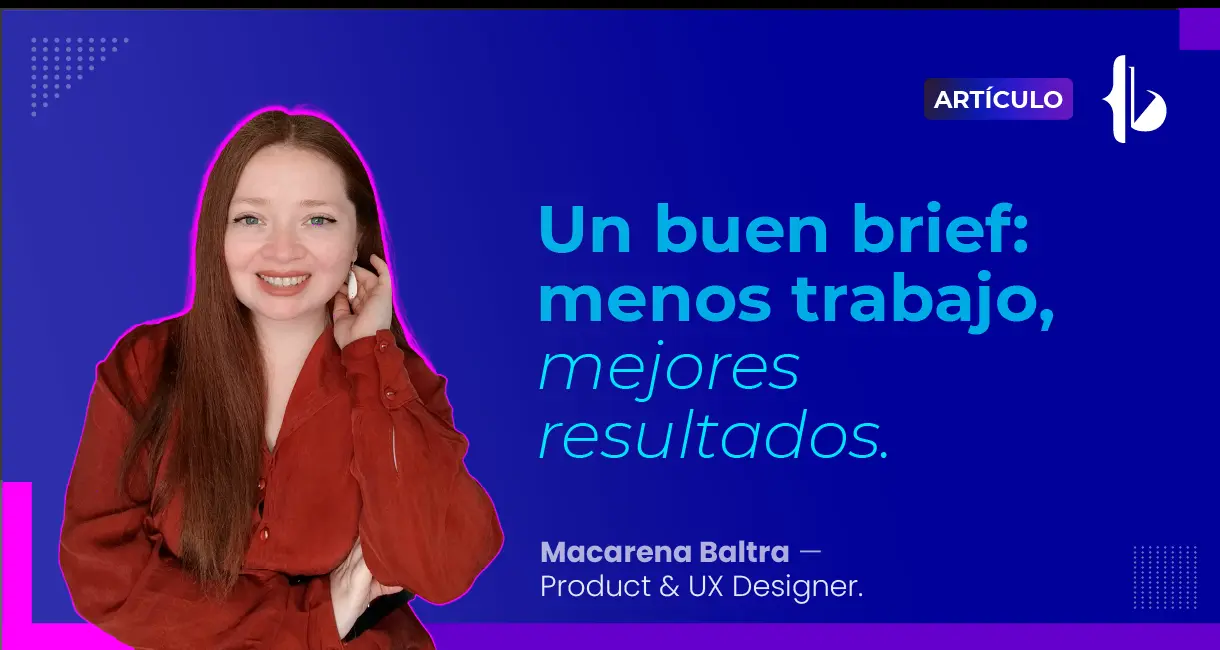 ARTÍCULO
Un buen brief:
menos trabajo,
mejores
resultados.
Macarena Baltra —
Product & UX Designer.